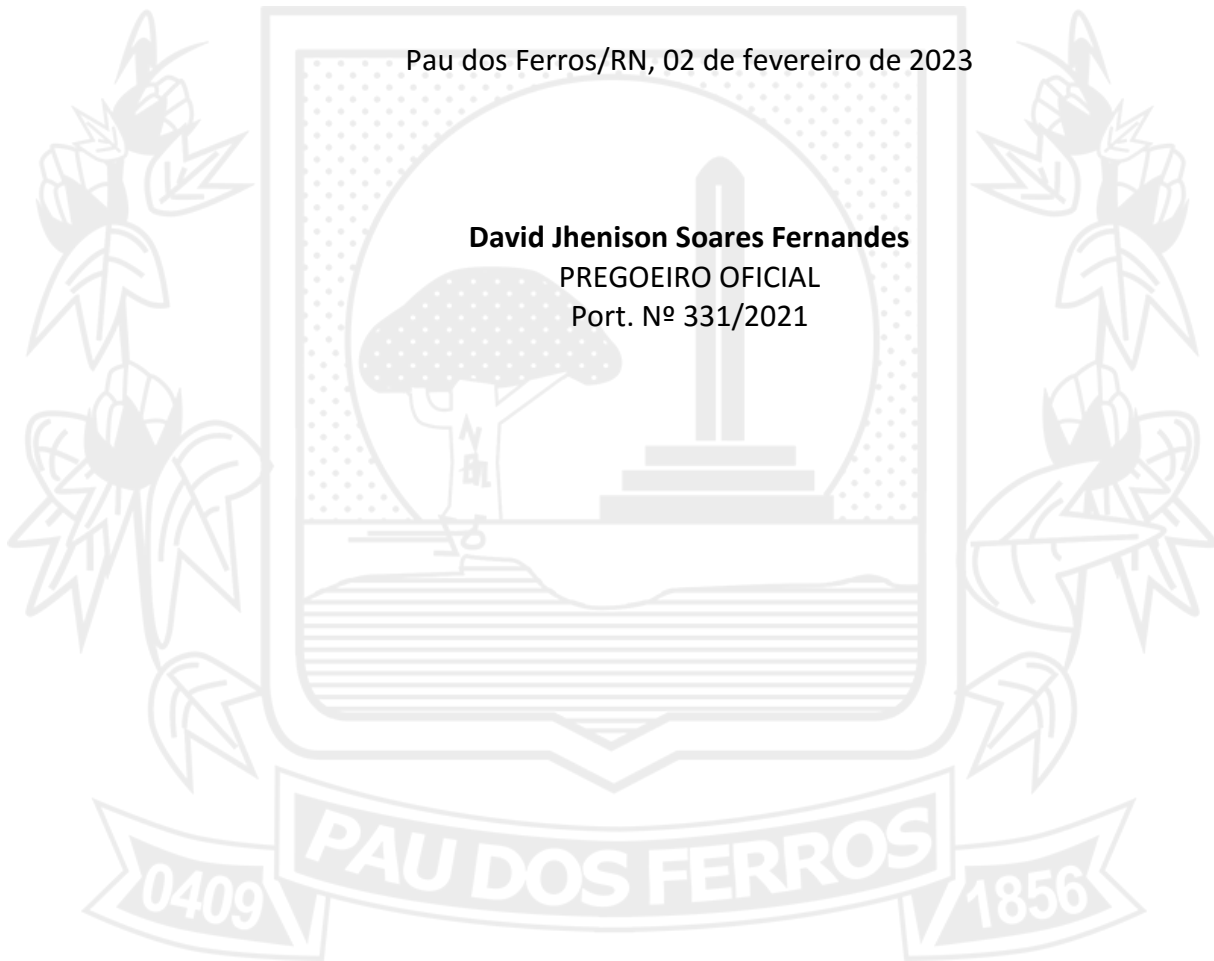 Pau dos Ferros/RN, 02 de fevereiro de 2023
David Jhenison Soares Fernandes
PREGOEIRO OFICIAL
Port. Nº 331/2021
PAU DOS FERROS
0409
1856